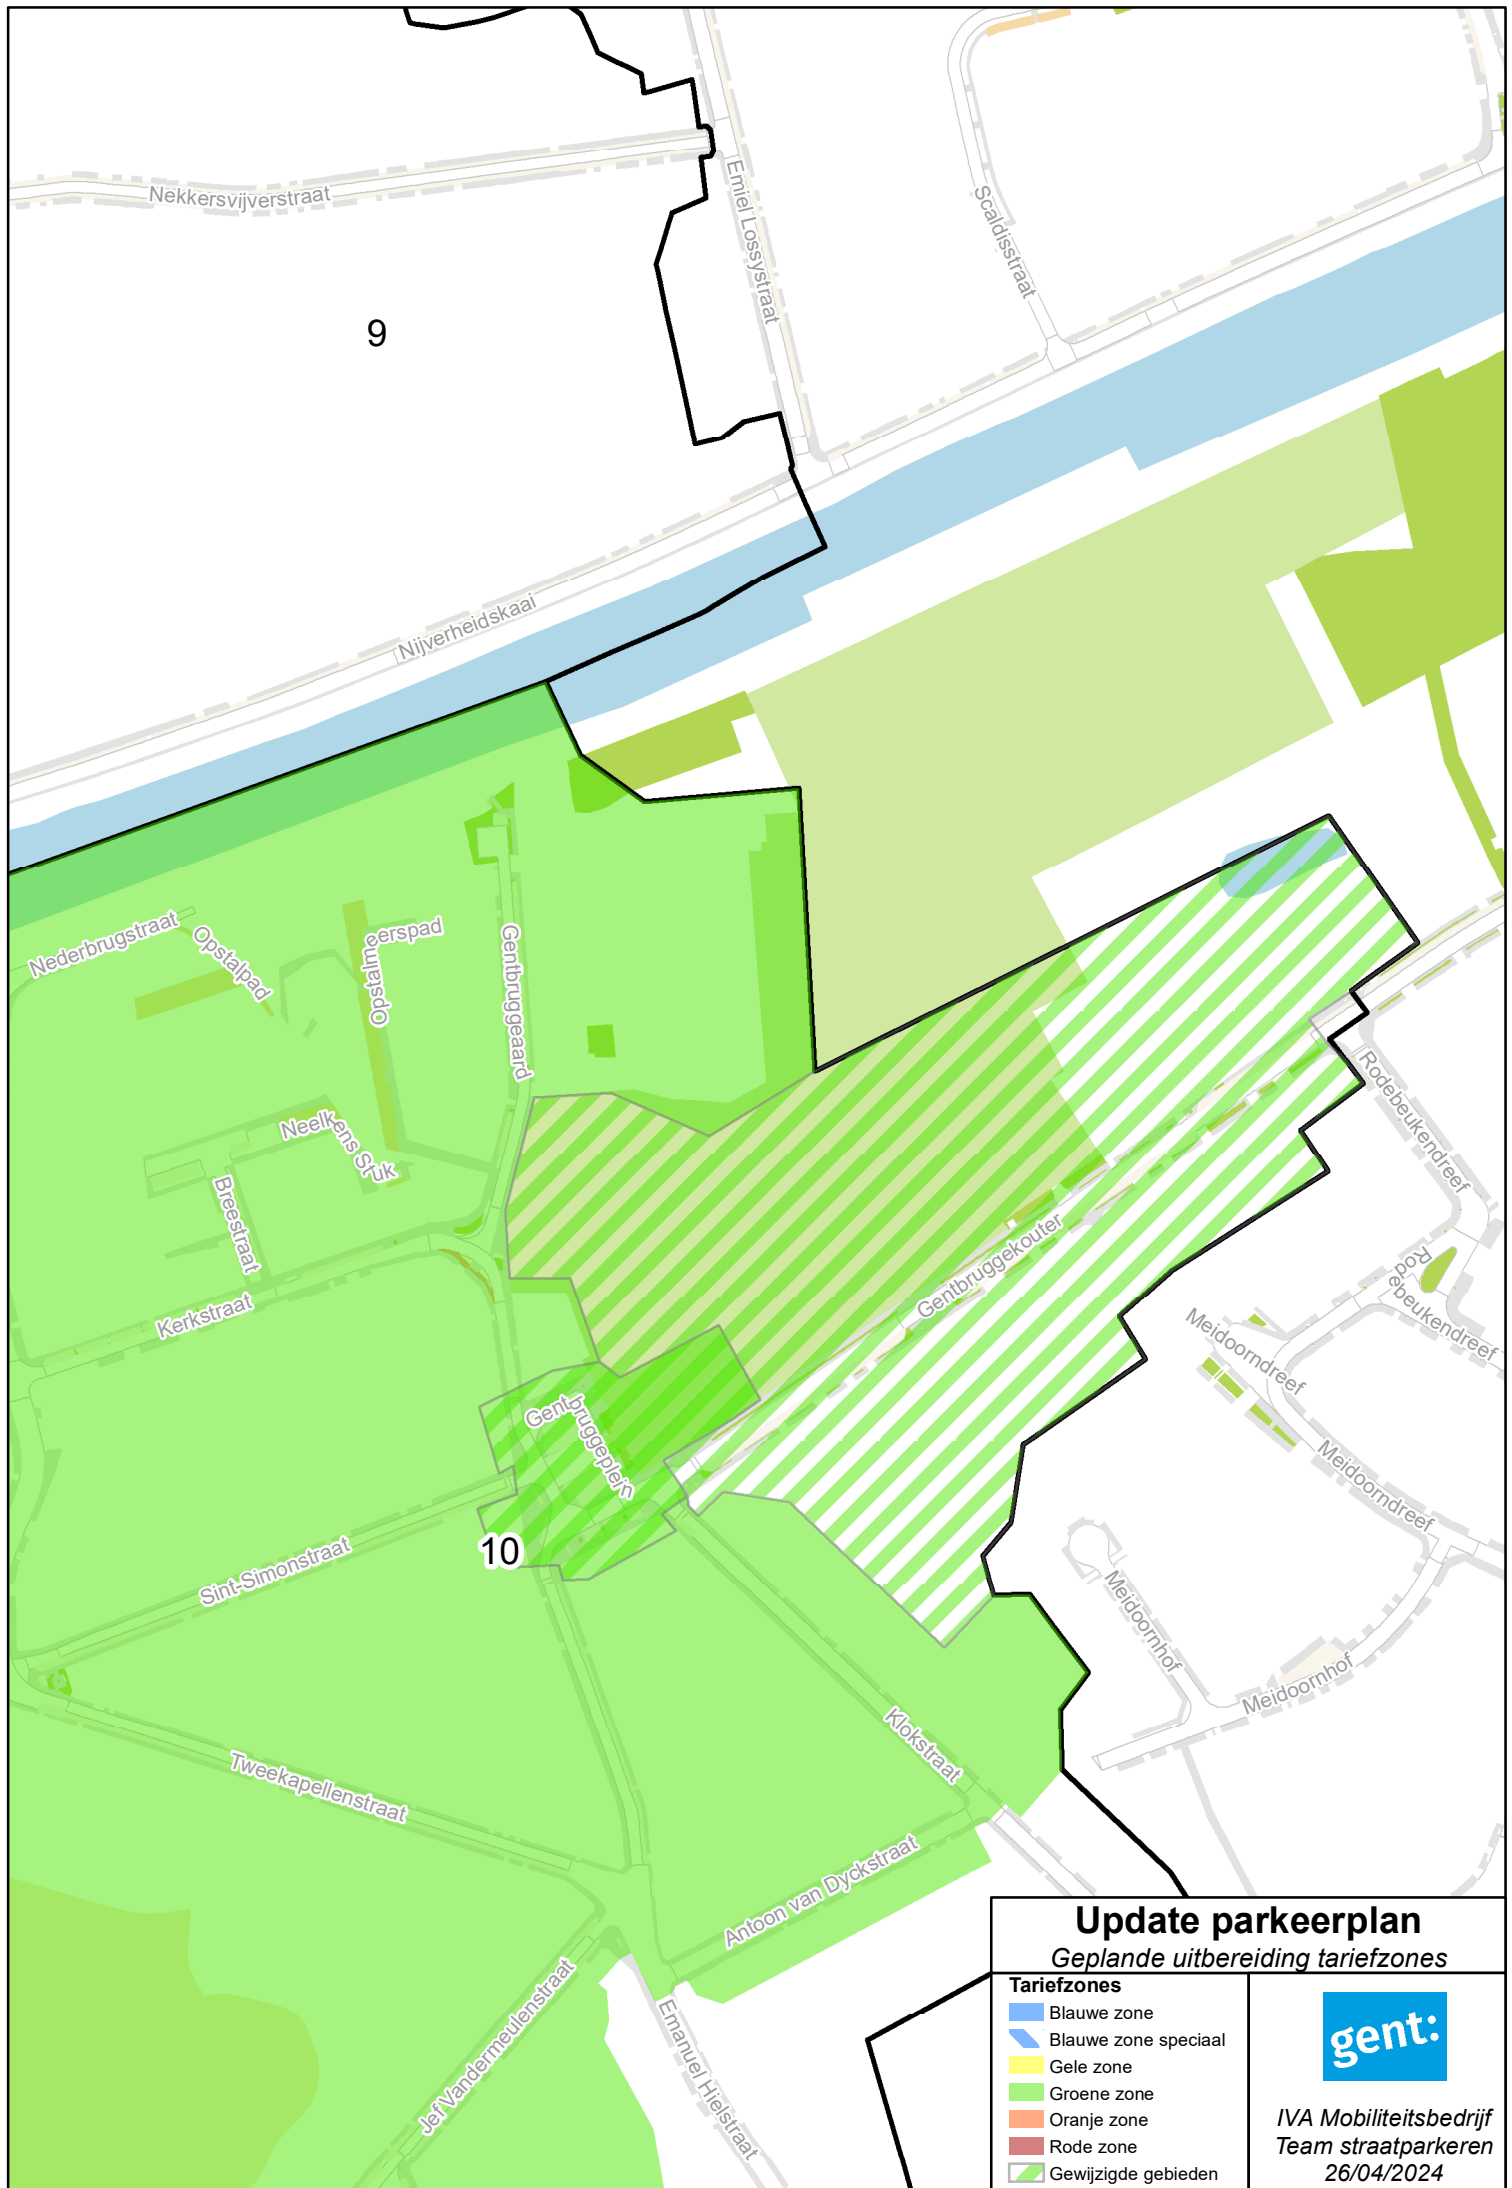 Nekkersvijverstraat
Emiel Lossystraat
Scaldisstraat
9
Nijverheidskaai
Nederbrugstraat
Opstalpad
Opstalmeerspad
Gentbruggeaard
Neelkens Stuk
Breestraat
Kerkstraat
Gentbruggekouter
Rodebeukendreef
Rodebeukendreef
Meidoorndreef
Meidoorndreef
Gentbruggeplein
10
Sint-Simonstraat
Meidoornhof
Meidoornhof
Klokstraat
Tweekapellenstraat
Antoon van Dyckstraat
Jef Vandermeulenstraat
Emanuel Hielstraat
Update parkeerplan
Geplande uitbereiding tariefzones
Tariefzones
Blauwe zone
Blauwe zone speciaal
Gele zone
Groene zone
Oranje zone
Rode zone
Gewijzigde gebieden
gent:
IVA Mobiliteitsbedrijf
Team straatparkeren
26/04/2024